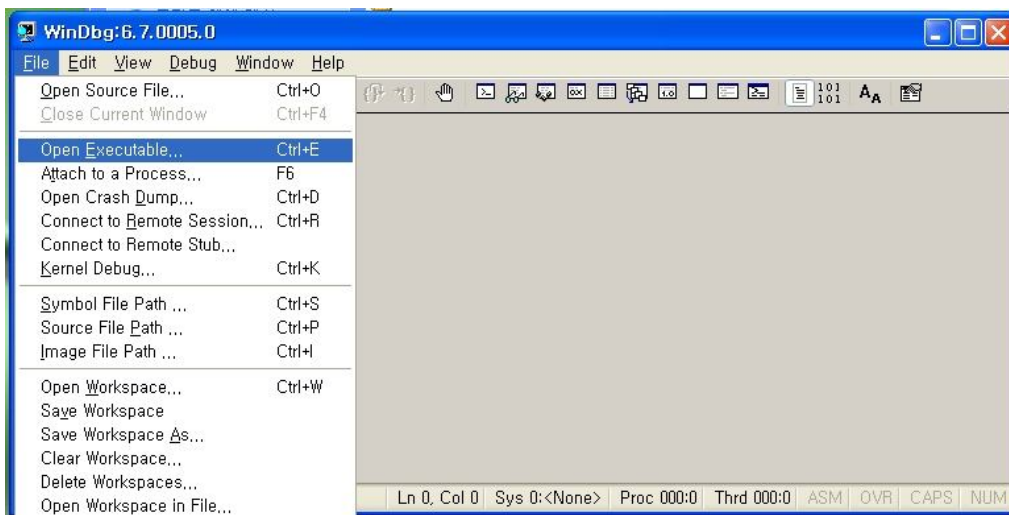 WinDbg:6.7.0005.0
File Edit View Debug Window Help
Open Source File... Ctrl+O
Close Current Window Ctrl+F4
Open Executable... Ctrl+E
Attach to a Process... F6
Open Crash Dump... Ctrl+D
Connect to Remote Session... Ctrl+R
Connect to Remote Stub...
Kernel Debug... Ctrl+K
Symbol File Path ... Ctrl+S
Source File Path ... Ctrl+P
Image File Path ... Ctrl+I
Open Workspace... Ctrl+W
Save Workspace
Save Workspace As...
Clear Workspace...
Delete Workspaces...
Open Workspace in File...
Ln 0, Col 0 Sys 0:<None> Proc 000:0 Thrd 000:0 ASM OVR CAPS NUM